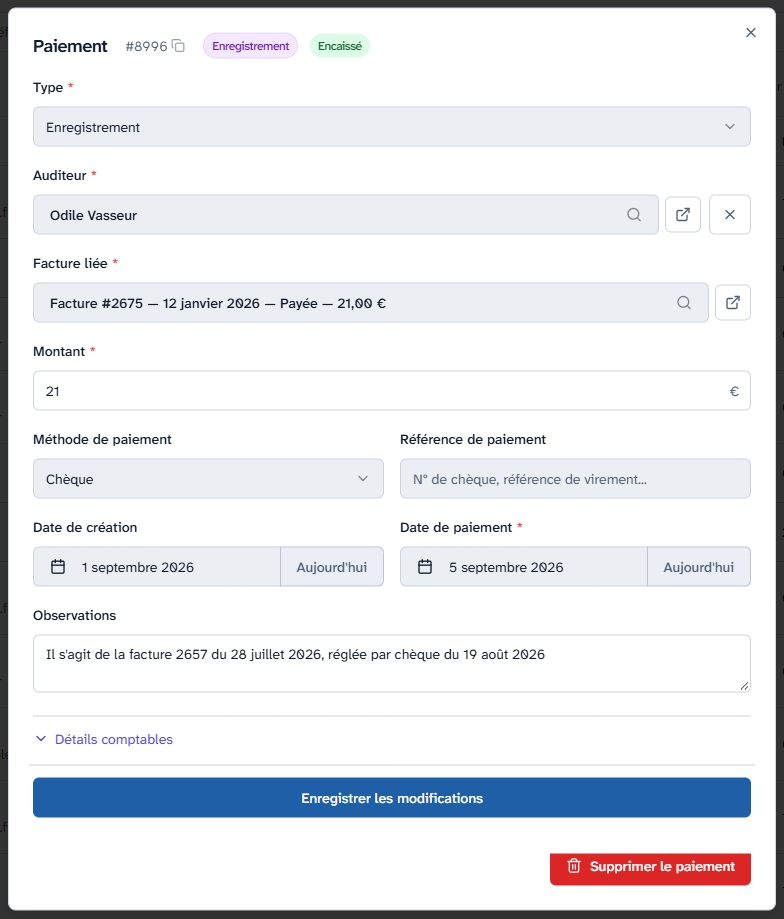 Paiement #8996 Enregistrement Encaissé
Type *
Enregistrement
Auditeur *
Odile Vasseur
Facture liée *
Facture #2675 — 12 janvier 2026 — Payée — 21,00 €
Montant *
21 €
Méthode de paiement
Chèque
Référence de paiement
N° de chèque, référence de virement...
Date de création
1 septembre 2026 Aujourd'hui
Date de paiement *
5 septembre 2026 Aujourd'hui
Observations
Il s'agit de la facture 2657 du 28 juillet 2026, réglée par chèque du 19 août 2026
Détails comptables
Enregistrer les modifications
Supprimer le paiement